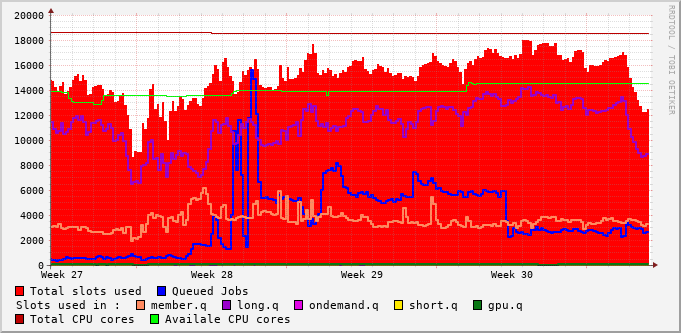 20000
18000
16000
14000
12000
10000
8000
6000
4000
2000
0
Week 27 Week 28 Week 29 Week 30
RRDTOOL / TOBI OETIKER
Total slots used Queued Jobs
Slots used in : member.q long.q ondemand.q short.q gpu.q
Total CPU cores Availale CPU cores